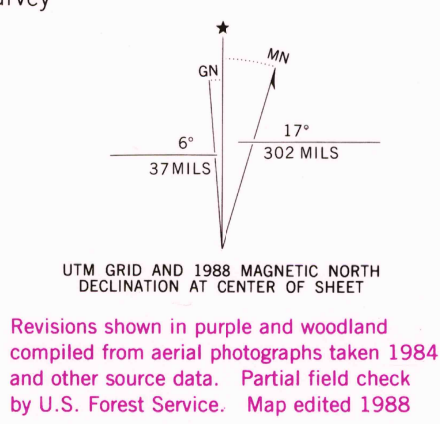 urvey
★
GN
MN
6°
37 MILS
17°
302 MILS
UTM GRID AND 1988 MAGNETIC NORTH
DECLINATION AT CENTER OF SHEET
Revisions shown in purple and woodland
compiled from aerial photographs taken 1984
and other source data. Partial field check
by U.S. Forest Service. Map edited 1988